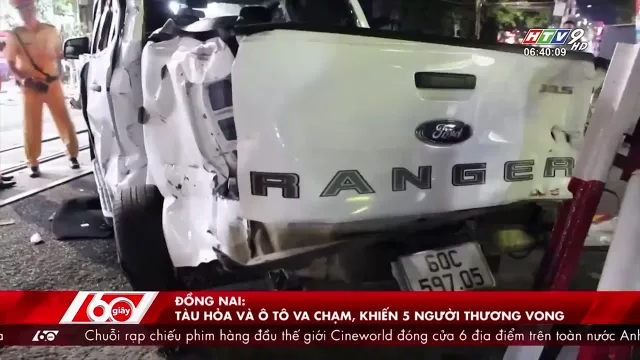 HTV9 HD
06:40:09
XLS
Ford
RANGER
60C
597.05
60 giây
ĐỒNG NAI:
TÀU HỎA VÀ Ô TÔ VA CHẠM, KHIẾN 5 NGƯỜI THƯƠNG VONG
60 Chuỗi rạp chiếu phim hàng đầu thế giới Cineworld đóng cửa 6 địa điểm trên toàn nước Anh